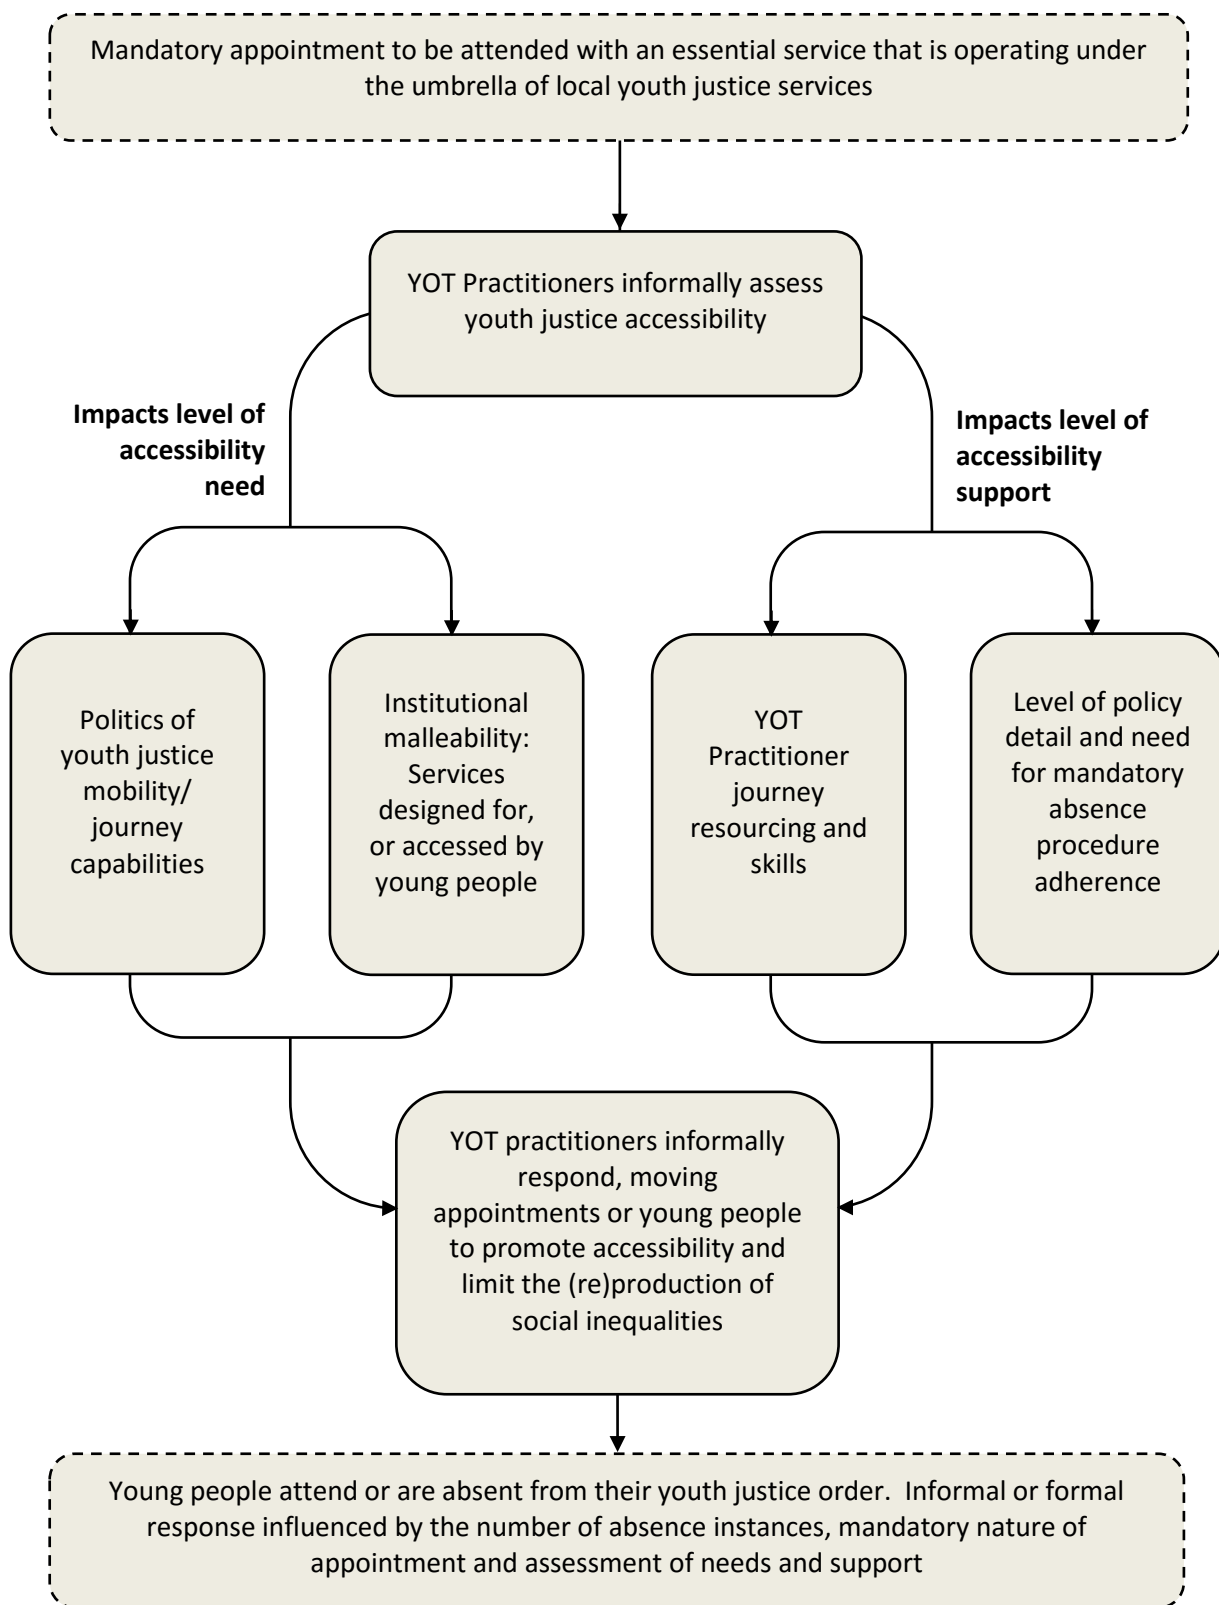 Mandatory appointment to be attended with an essential service that is operating under
the umbrella of local youth justice services
YOT Practitioners informally assess
youth justice accessibility
Impacts level of
accessibility
need
Impacts level of
accessibility
support
Politics of
youth justice
mobility/
journey
capabilities
Institutional
malleability:
Services
designed for,
or accessed by
young people
YOT
Practitioner
journey
resourcing and
skills
Level of policy
detail and need
for mandatory
absence
procedure
adherence
YOT practitioners informally
respond, moving
appointments or young people
to promote accessibility and
limit the (re)production of
social inequalities
Young people attend or are absent from their youth justice order.  Informal or formal
response influenced by the number of absence instances, mandatory nature of
appointment and assessment of needs and support